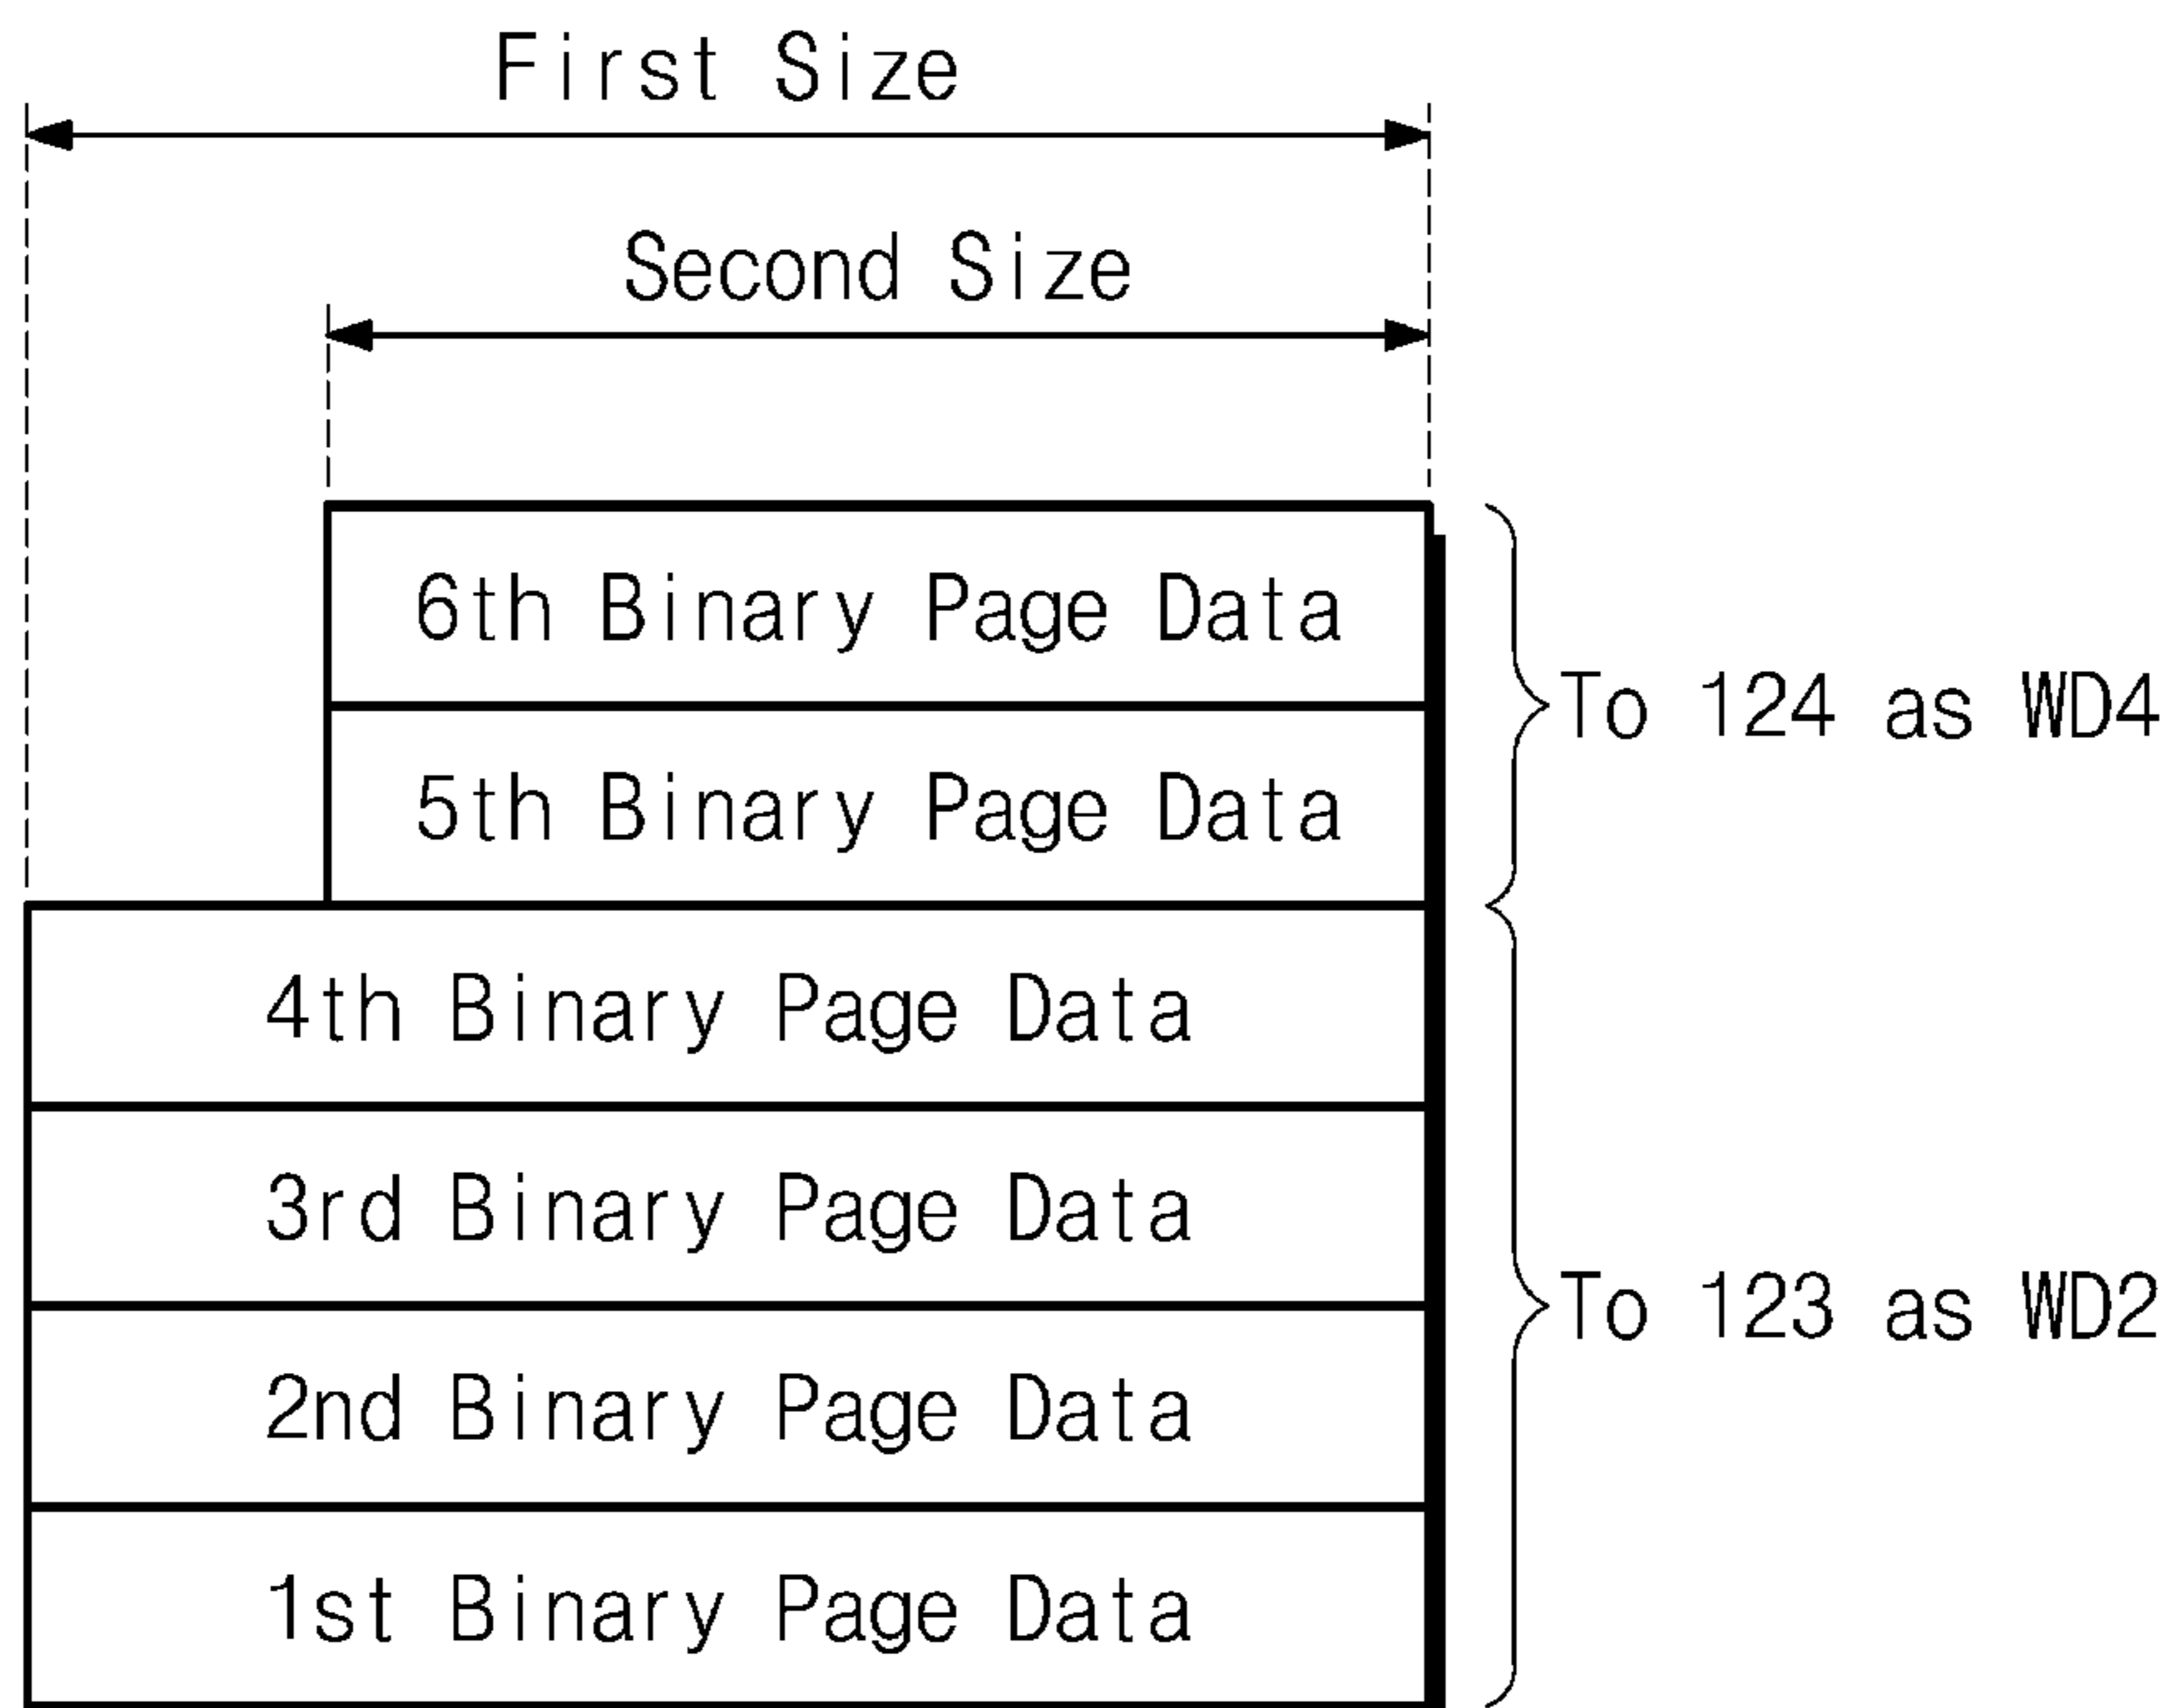 First Size
Second Size
6th Binary Page Data
To 124 as WD4
5th Binary Page Data
4th Binary Page Data
3rd Binary Page Data
To 123 as WD2
2nd Binary Page Data
1st Binary Page Data